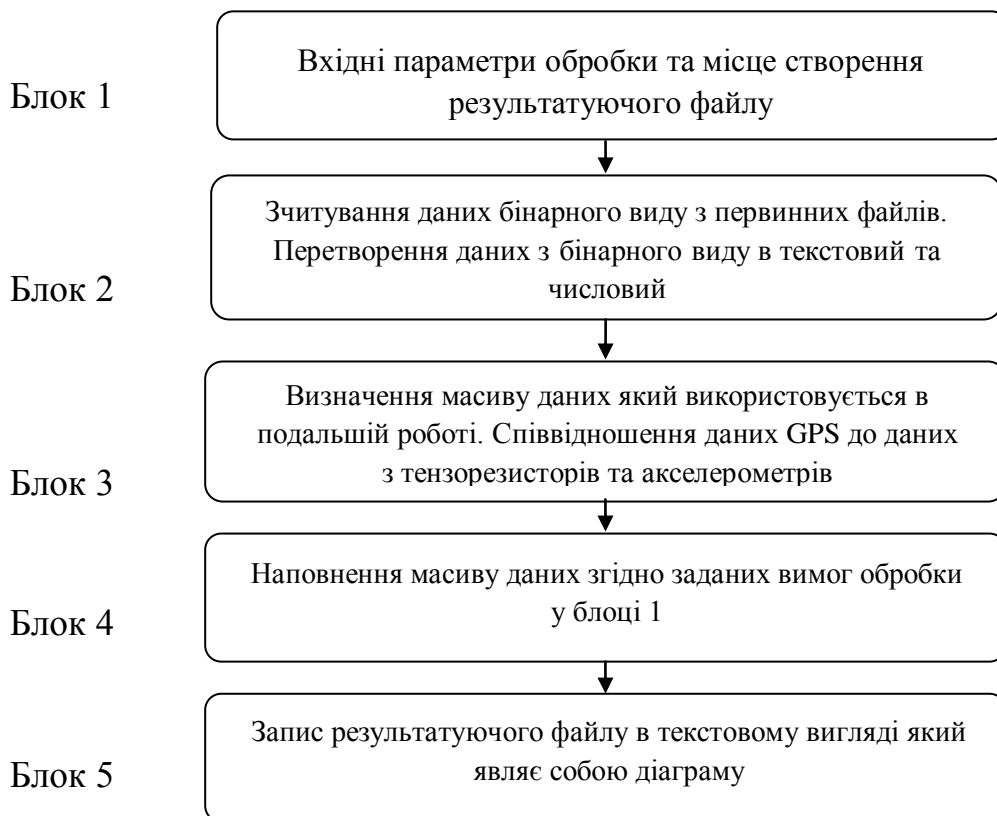 Блок 1
Вхідні параметри обробки та місце створення
результатуючого файлу
Блок 2
Зчитування даних бінарного виду з первинних файлів.
Перетворення даних з бінарного виду в текстовий та
числовий
Блок 3
Визначення масиву даних який використовується в
подальшій роботі. Співвідношення даних GPS до даних
з тензорезисторів та акселерометрів
Блок 4
Наповнення масиву даних згідно заданих вимог обробки
у блоці 1
Блок 5
Запис результатуючого файлу в текстовому вигляді який
являє собою діаграму